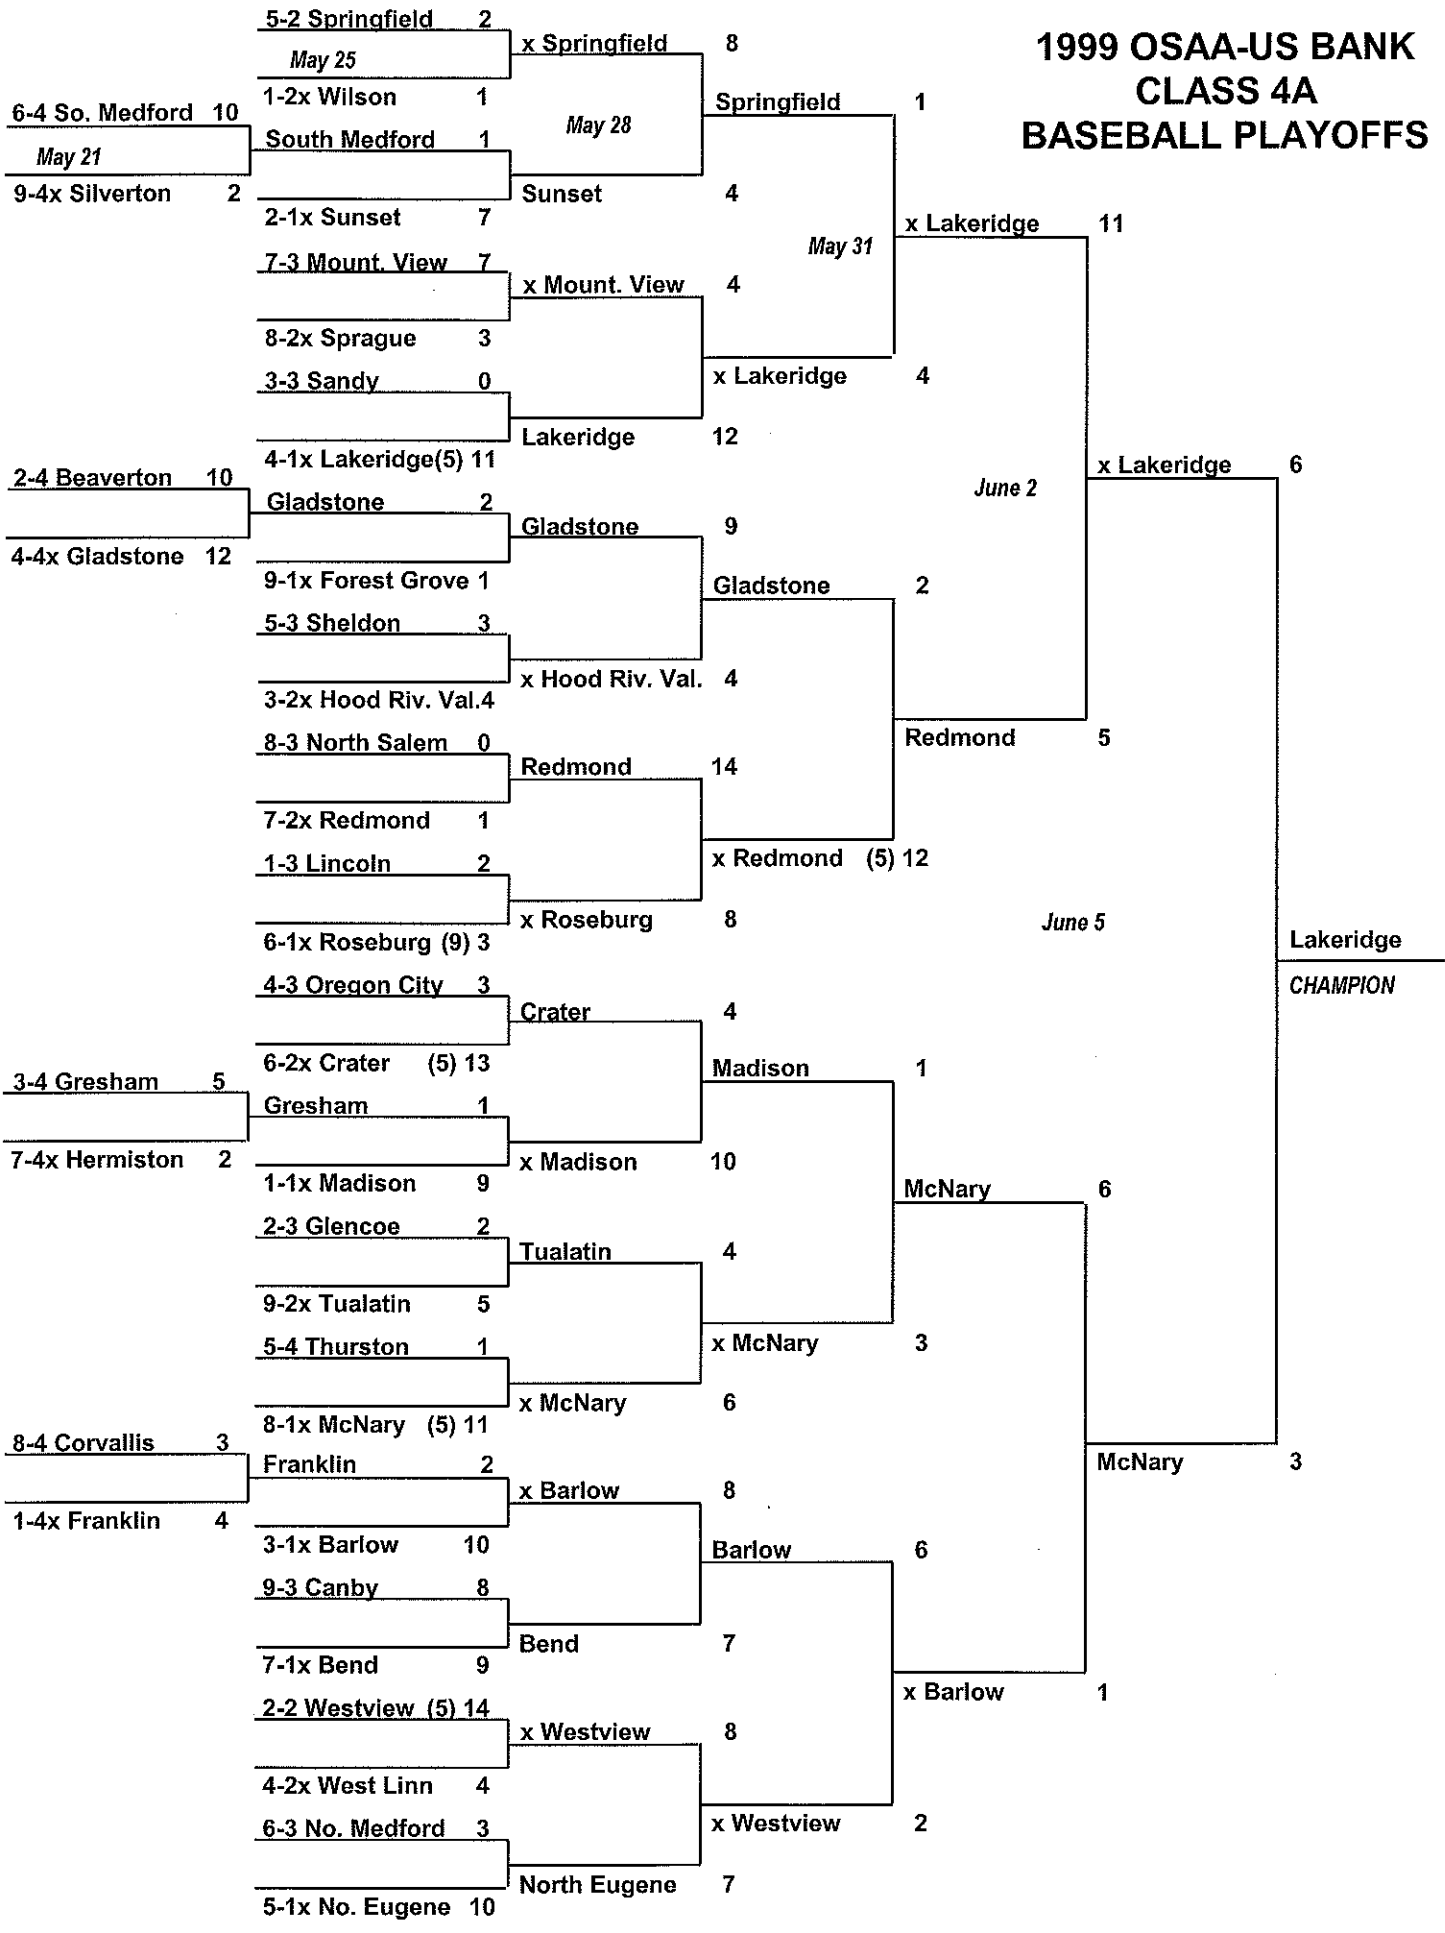 1999 OSAA-US BANK
CLASS 4A
BASEBALL PLAYOFFS
6-4 So. Medford 10
May 21
9-4x Silverton 2
2-4 Beaverton 10
4-4x Gladstone 12
3-4 Gresham 5
7-4x Hermiston 2
8-4 Corvallis 3
1-4x Franklin 4
5-2 Springfield 2
May 25
1-2x Wilson 1
South Medford 1
2-1x Sunset 7
7-3 Mount. View 7
8-2x Sprague 3
3-3 Sandy 0
4-1x Lakeridge(5) 11
Gladstone 2
9-1x Forest Grove 1
5-3 Sheldon 3
3-2x Hood Riv. Val.4
8-3 North Salem 0
7-2x Redmond 1
1-3 Lincoln 2
6-1x Roseburg (9) 3
4-3 Oregon City 3
6-2x Crater (5) 13
Gresham 1
1-1x Madison 9
2-3 Glencoe 2
9-2x Tualatin 5
5-4 Thurston 1
8-1x McNary (5) 11
Franklin 2
3-1x Barlow 10
9-3 Canby 8
7-1x Bend 9
2-2 Westview (5) 14
4-2x West Linn 4
6-3 No. Medford 3
5-1x No. Eugene 10
x Springfield 8
May 28
Sunset 4
x Mount. View 4
Lakeridge 12
Gladstone 9
x Hood Riv. Val. 4
Redmond 14
x Roseburg 8
Crater 4
x Madison 10
Tualatin 4
x McNary 6
x Barlow 8
Bend 7
x Westview 8
North Eugene 7
Springfield 1
May 31
x Lakeridge 4
Gladstone 2
x Redmond (5) 12
Madison 1
x McNary 3
Barlow 6
x Westview 2
x Lakeridge 11
June 2
Redmond 5
McNary 6
x Barlow 1
x Lakeridge 6
June 5
McNary 3
Lakeridge
CHAMPION